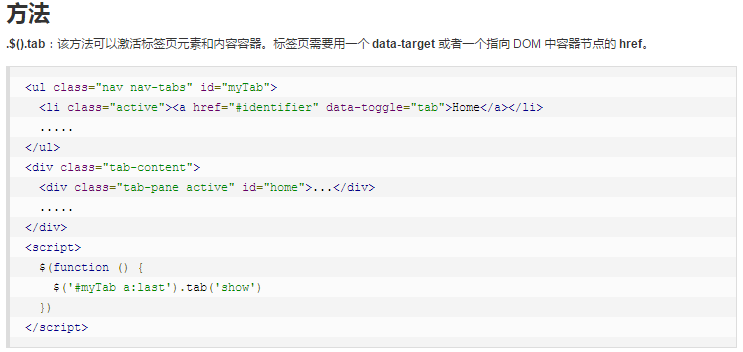 方法
.$().tab：该方法可以激活标签页元素和内容容器。标签页需要用一个 data-target 或者一个指向 DOM 中容器节点的 href。
<ul class="nav nav-tabs" id="myTab">
  <li class="active"><a href="#identifier" data-toggle="tab">Home</a></li>
  .....
</ul>
<div class="tab-content">
  <div class="tab-pane active" id="home">...</div>
  .....
</div>
<script>
  $(function () {
    $('#myTab a:last').tab('show')
  })
</script>